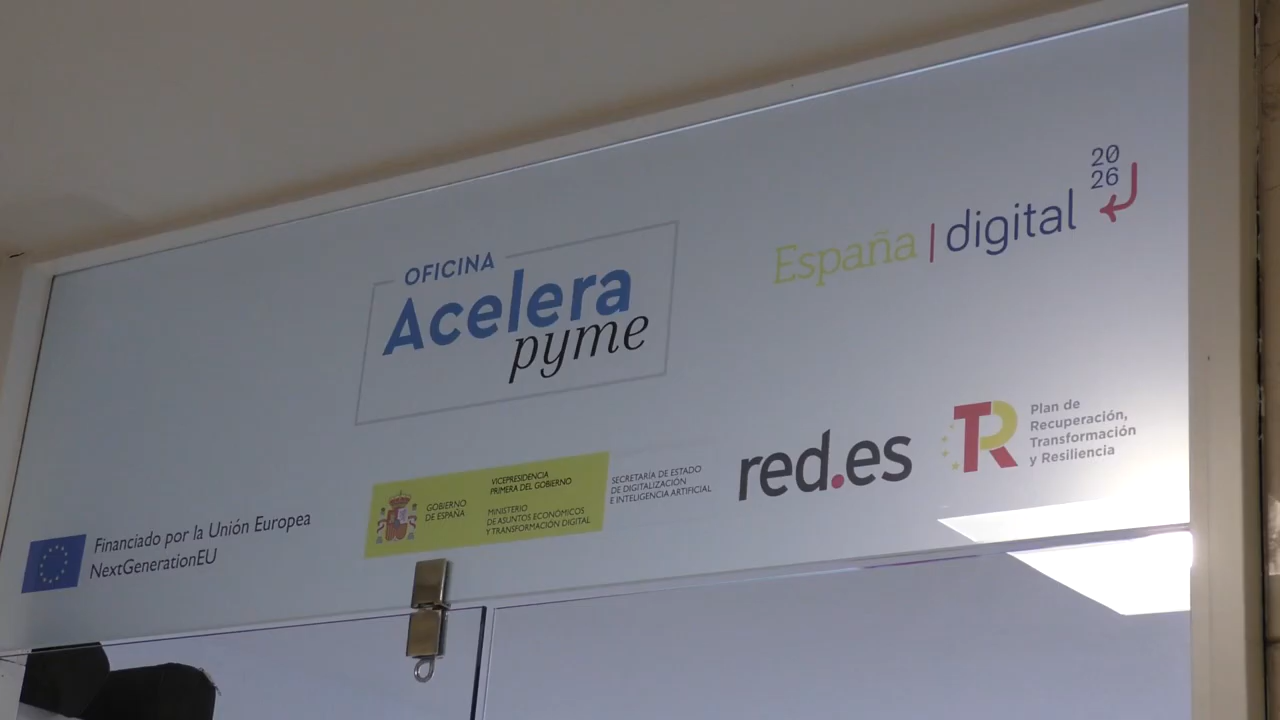 OFICINA
Acelera
pyme
España | digital
20
26
Financiado por la Unión Europea
NextGenerationEU
GOBIERNO
DE ESPAÑA
VICEPRESIDENCIA
PRIMERA DEL GOBIERNO
MINISTERIO
DE ASUNTOS ECONÓMICOS
Y TRANSFORMACIÓN DIGITAL
SECRETARÍA DE ESTADO
DE DIGITALIZACIÓN
E INTELIGENCIA ARTIFICIAL
red.es
TR
Plan de
Recuperación,
Transformación
y Resiliencia